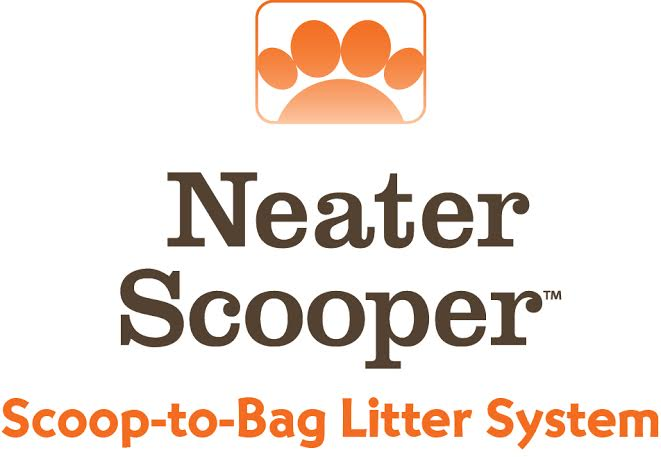 Neater
Scooper™
Scoop-to-Bag Litter System